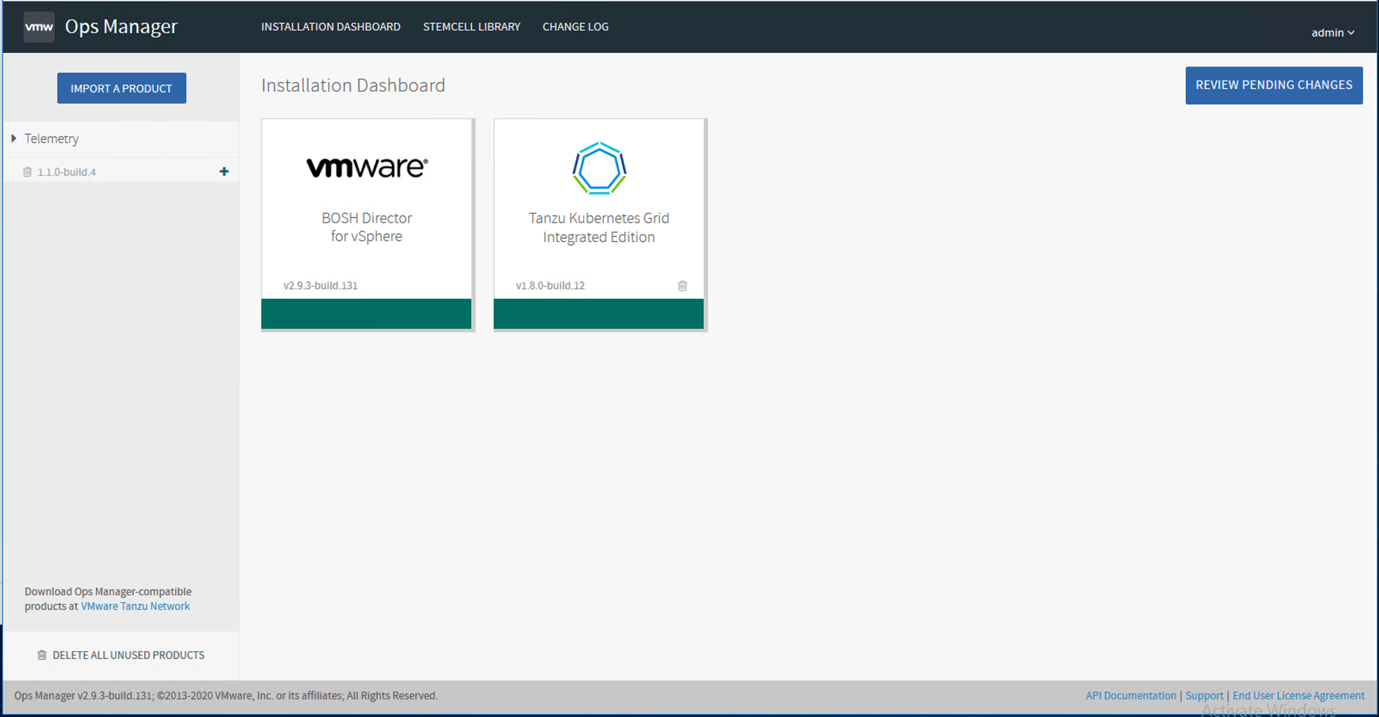 vmw Ops Manager INSTALLATION DASHBOARD STEMCELL LIBRARY CHANGE LOG admin
IMPORT A PRODUCT
Telemetry
1.1.0-build.4
Installation Dashboard
REVIEW PENDING CHANGES
vmware®
BOSH Director
for vSphere
v2.9.3-build.131
Tanzu Kubernetes Grid
Integrated Edition
v1.8.0-build.12
Download Ops Manager-compatible
products at VMware Tanzu Network
DELETE ALL UNUSED PRODUCTS
Ops Manager v2.9.3-build.131; ©2013-2020 VMware, Inc. or its affiliates; All Rights Reserved.
API Documentation | Support | End User License Agreement
Activate Windows